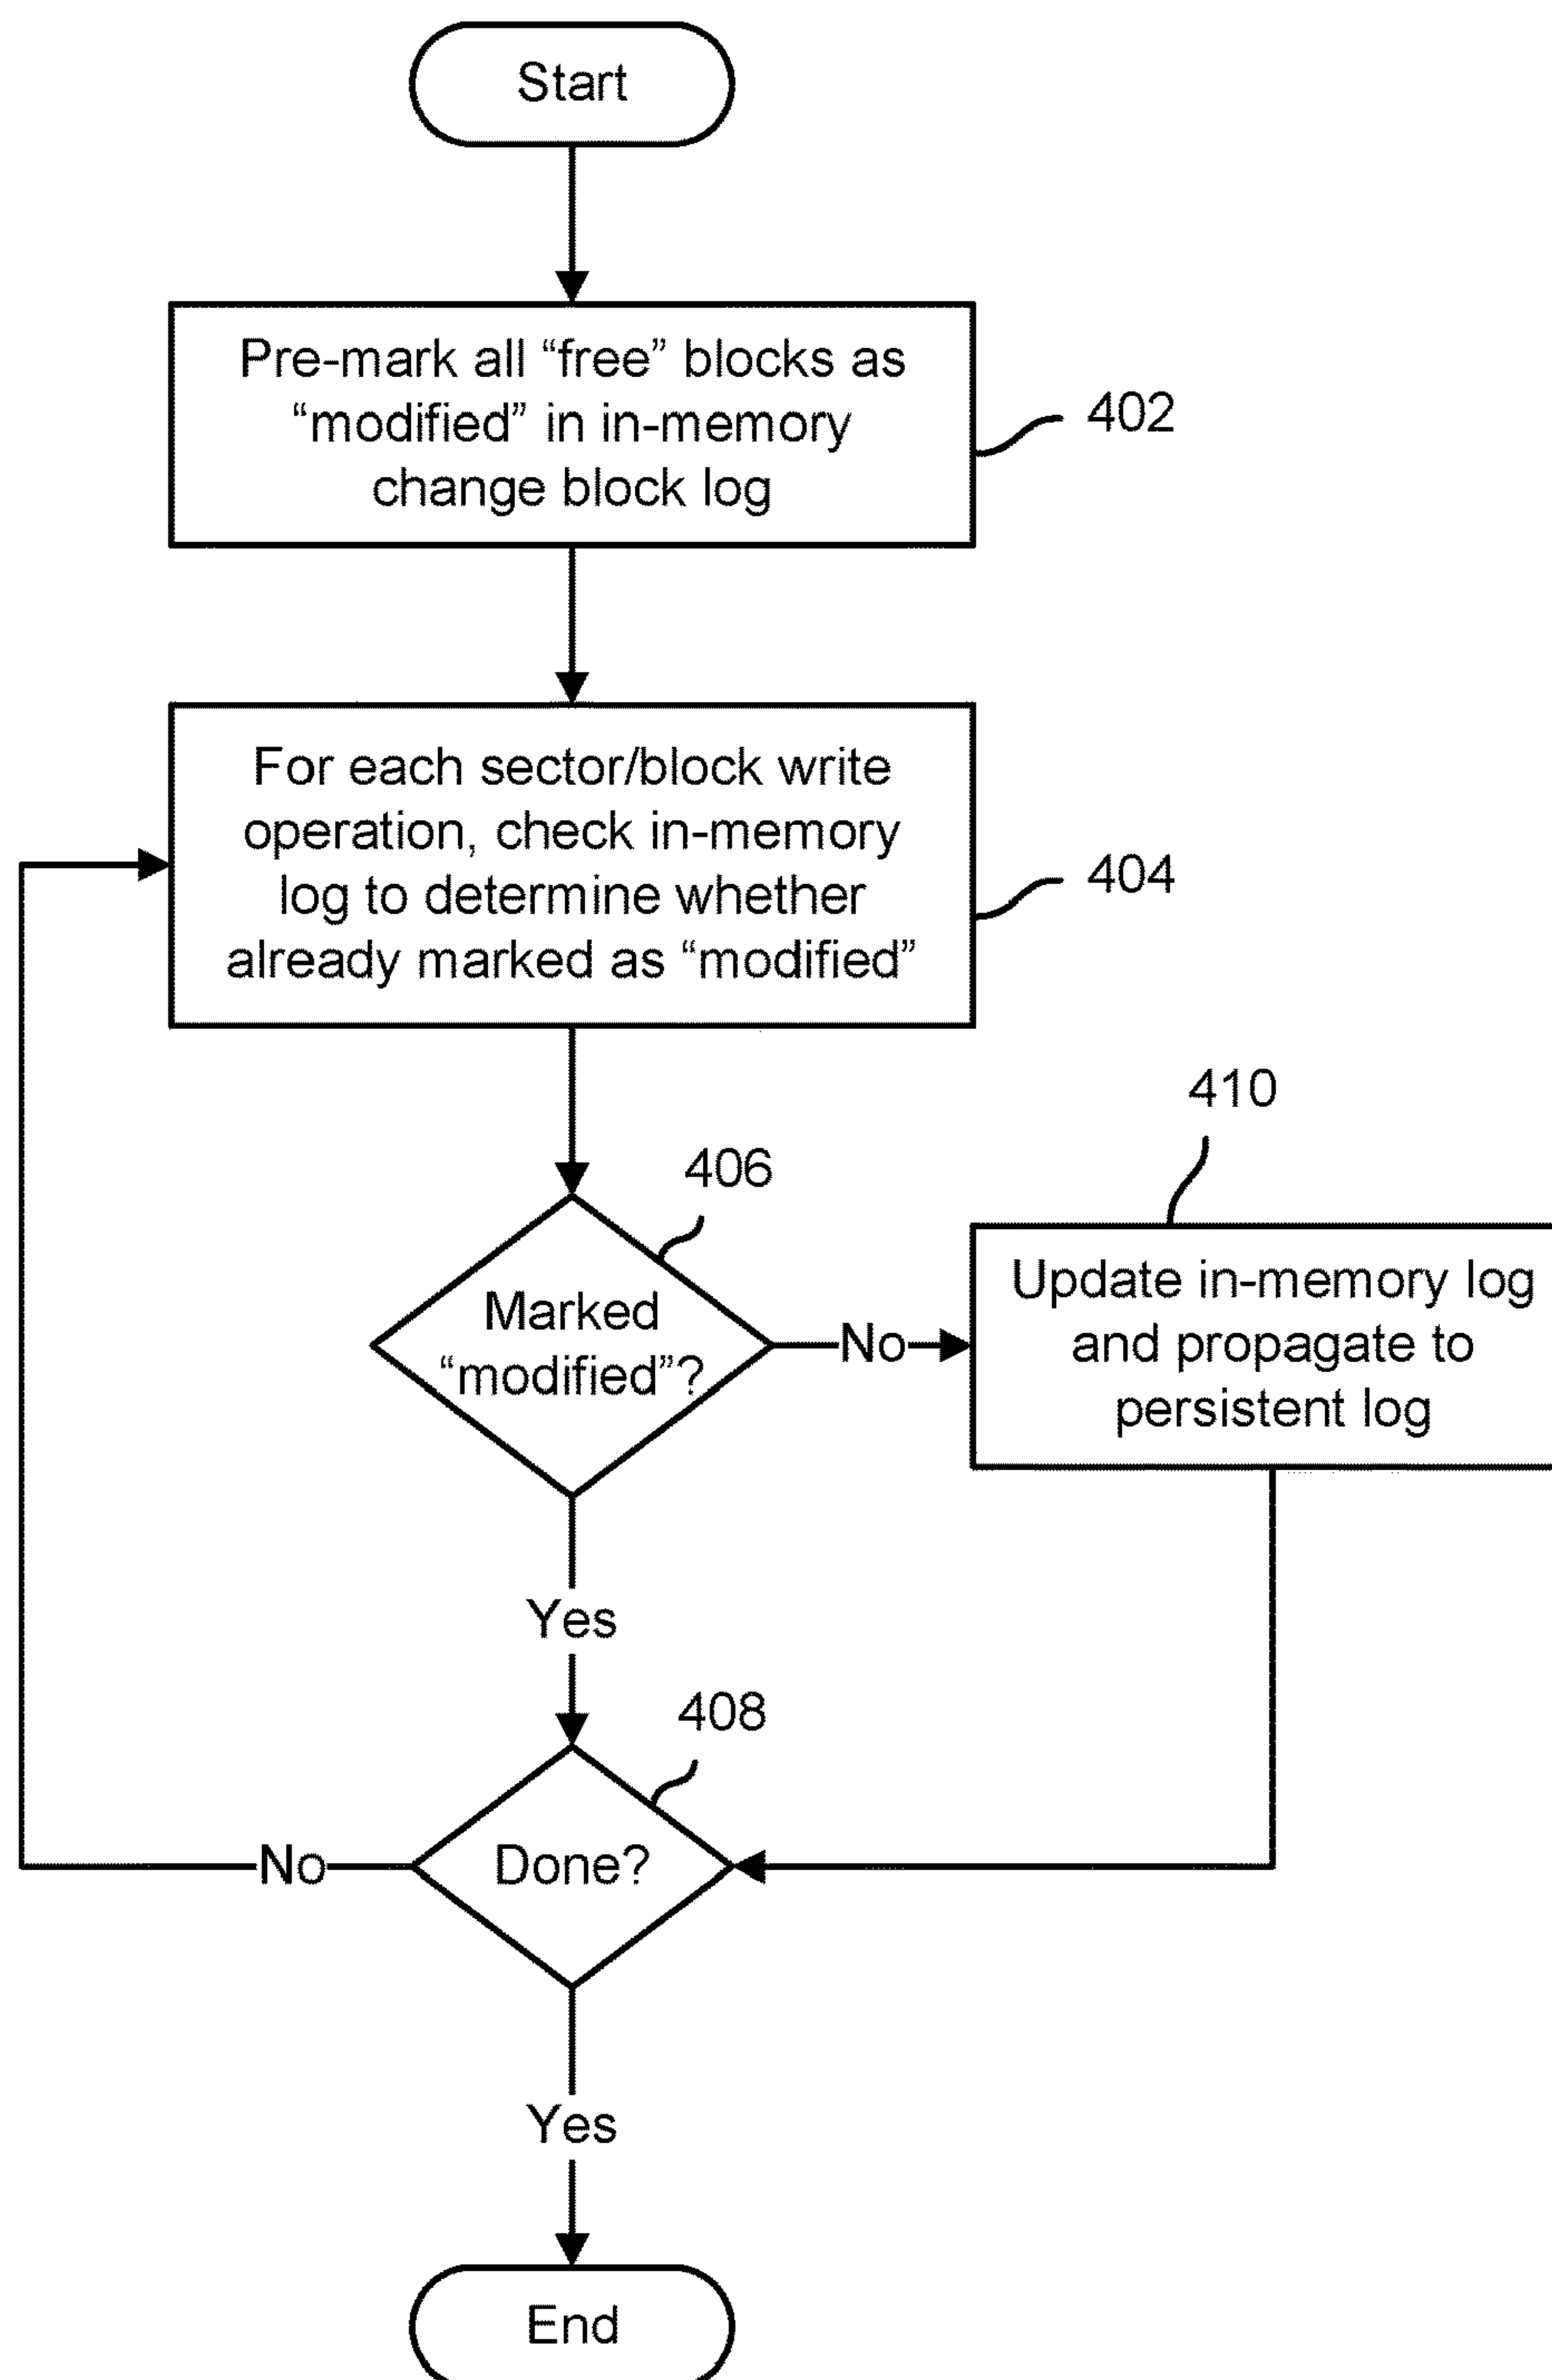 Start
Pre-mark all “free” blocks as
“modified” in in-memory
change block log
402
For each sector/block write
operation, check in-memory
log to determine whether
already marked as “modified”
404
410
406
Marked
“modified”?
No
Update in-memory log
and propagate to
persistent log
Yes
408
Done?
No
Yes
End